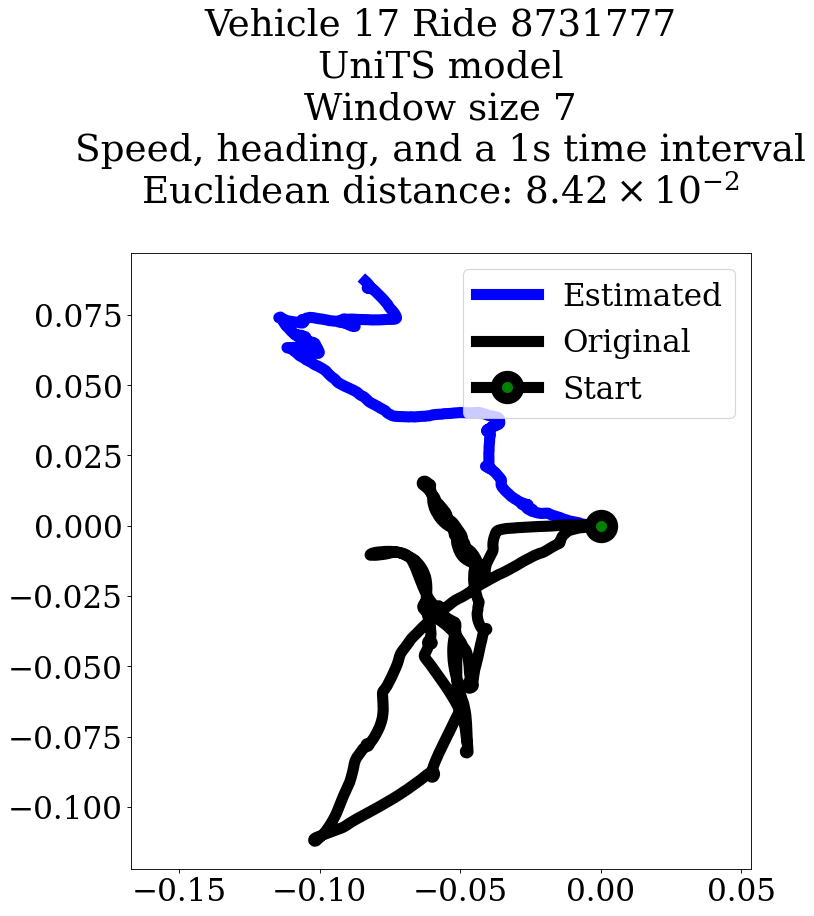 Vehicle 17 Ride 8731777
UniTS model
Window size 7
Speed, heading, and a 1s time interval
Euclidean distance: 8.42 × 10⁻²
Estimated
Original
Start
0.075
0.050
0.025
0.000
−0.025
−0.050
−0.075
−0.100
−0.15 −0.10 −0.05 0.00 0.05